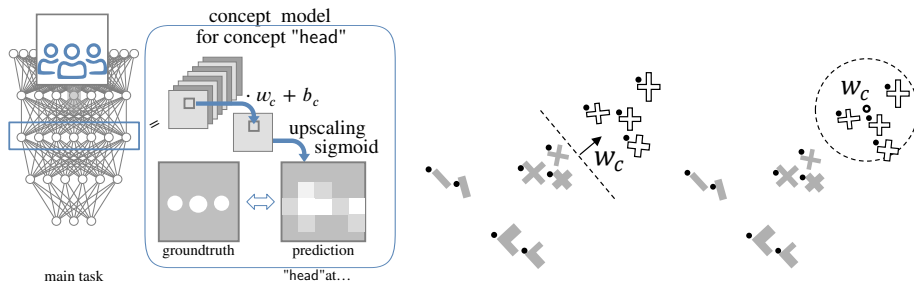 concept model
for concept "head"
=
· w_c + b_c
upscaling
sigmoid
groundtruth
prediction
main task
"head"at…
w_c
w_c